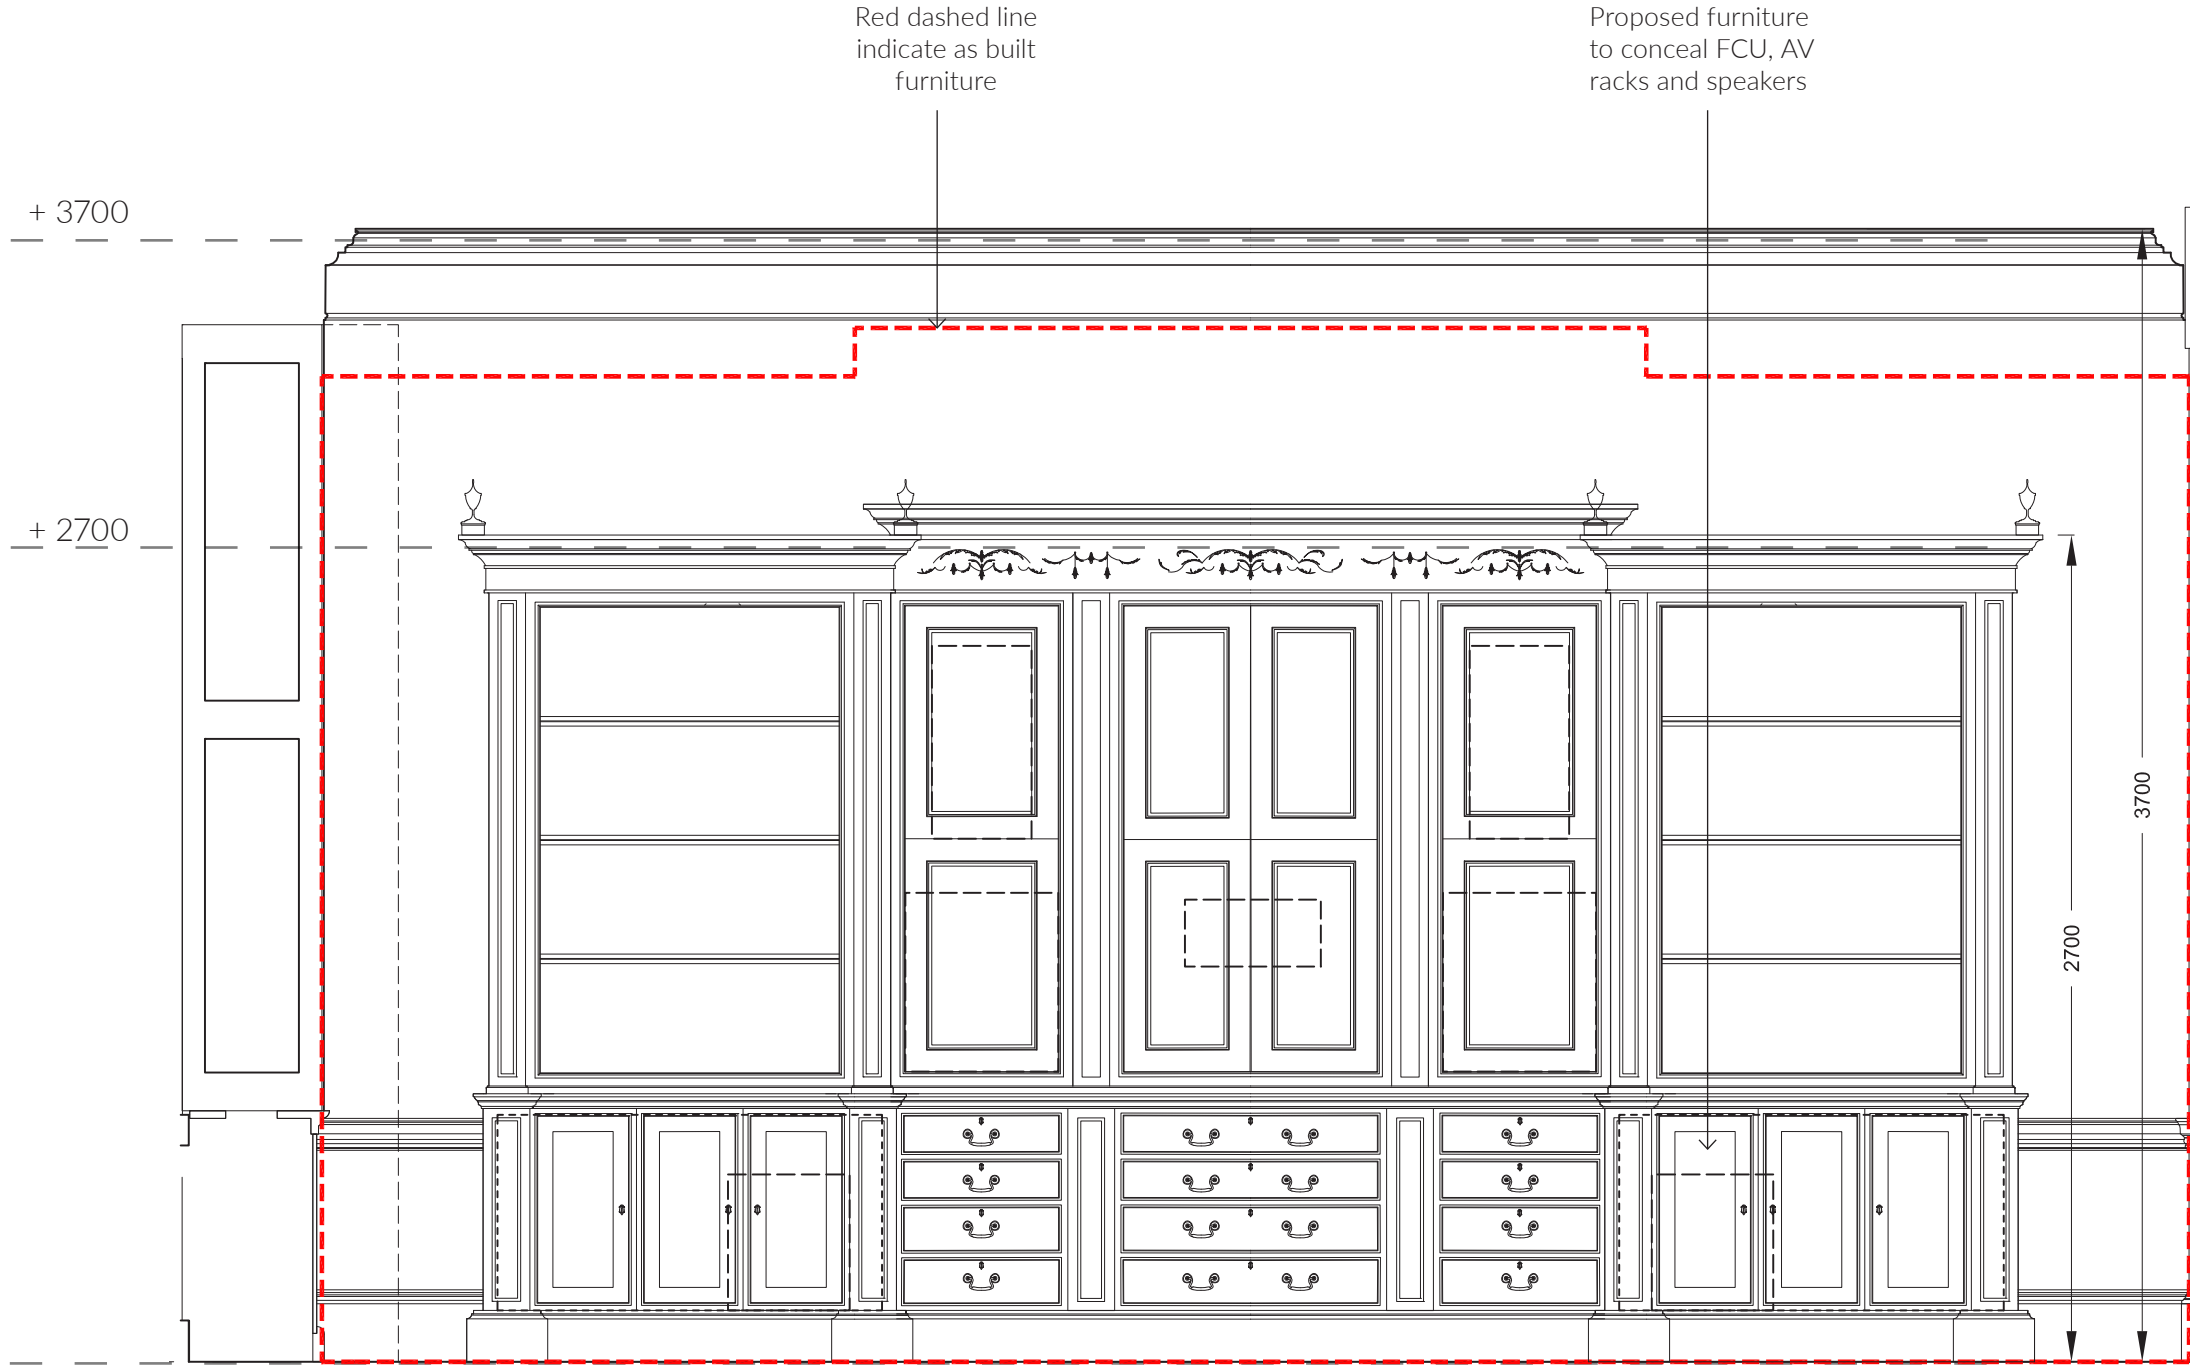 Red dashed line
indicate as built
furniture
Proposed furniture
to conceal FCU, AV
racks and speakers
+ 3700
+ 2700
3700
2700